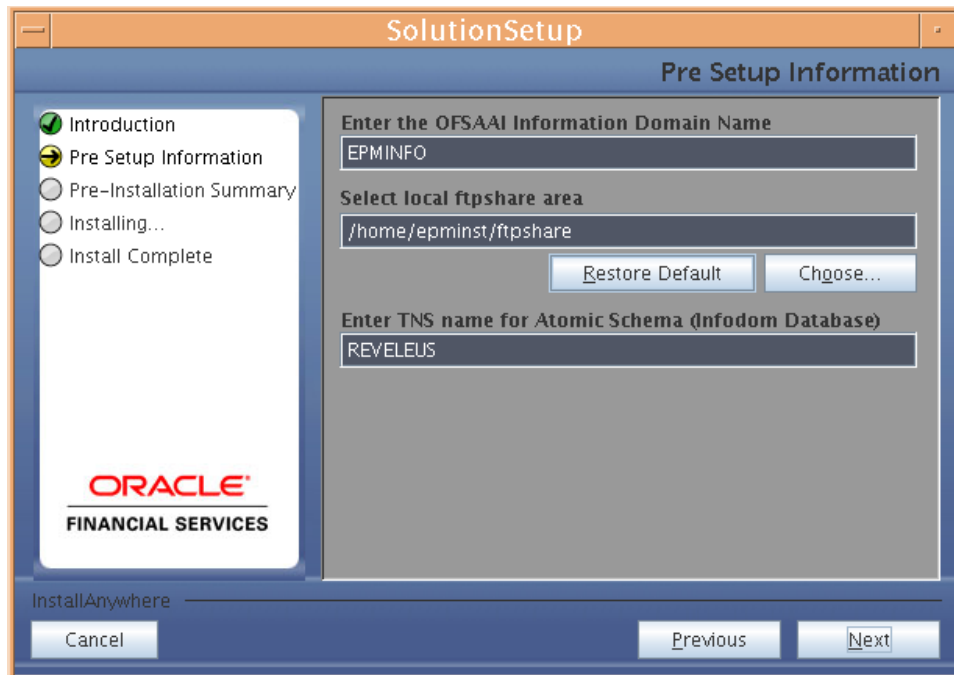 SolutionSetup
Pre Setup Information
Introduction
Pre Setup Information
Pre-Installation Summary
Installing...
Install Complete
ORACLE
FINANCIAL SERVICES
Enter the OFSAAI Information Domain Name
EPMINFO
Select local ftpshare area
/home/epminst/ftpshare
Restore Default
Choose...
Enter TNS name for Atomic Schema (Infodom Database)
REVELEUS
InstallAnywhere
Cancel
Previous
Next